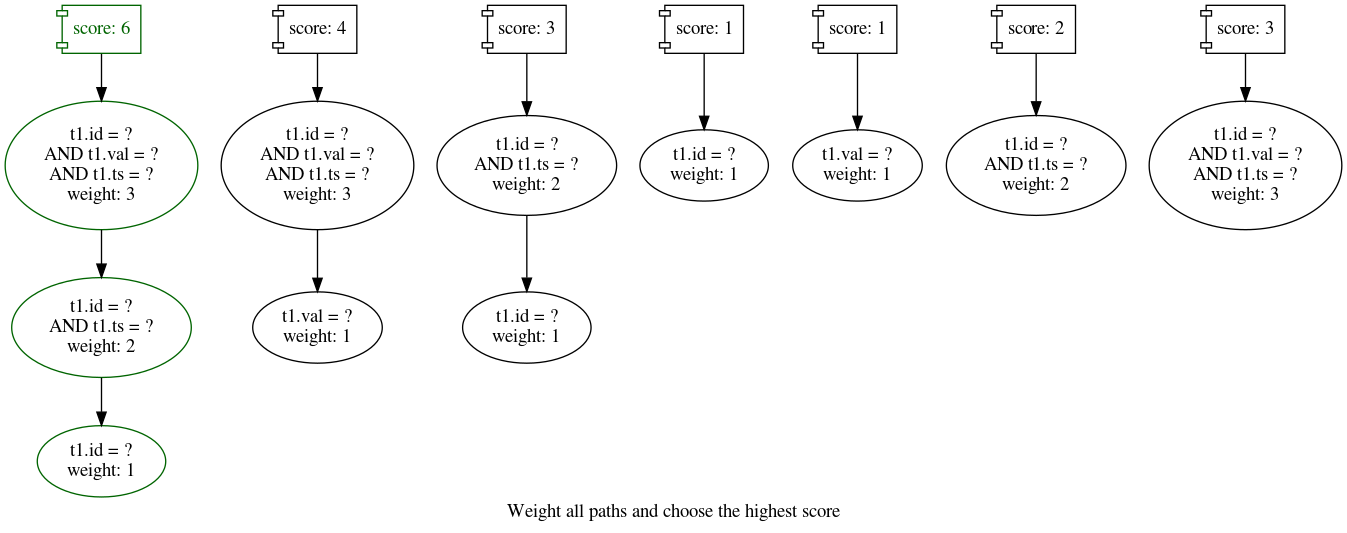 score: 6
score: 4
score: 3
score: 1
score: 1
score: 2
score: 3
t1.id = ?
AND t1.val = ?
AND t1.ts = ?
weight: 3
t1.id = ?
AND t1.val = ?
AND t1.ts = ?
weight: 3
t1.id = ?
AND t1.ts = ?
weight: 2
t1.id = ?
weight: 1
t1.val = ?
weight: 1
t1.id = ?
AND t1.ts = ?
weight: 2
t1.id = ?
AND t1.val = ?
AND t1.ts = ?
weight: 3
t1.id = ?
AND t1.ts = ?
weight: 2
t1.val = ?
weight: 1
t1.id = ?
weight: 1
t1.id = ?
weight: 1
Weight all paths and choose the highest score